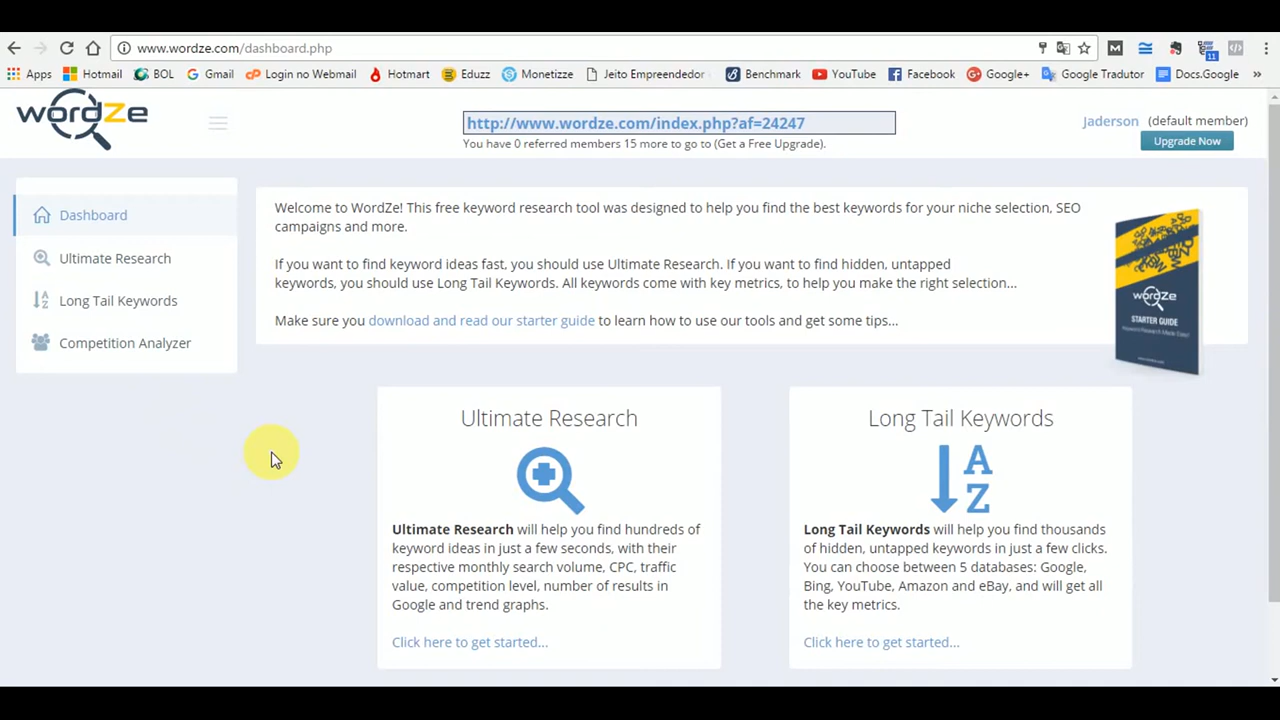 www.wordze.com/dashboard.php
11
Apps Hotmail BOL Gmail Login no Webmail Hotmart Eduzz Monetizze Jeito Empreendedor Benchmark YouTube Facebook Google+ Google Tradutor Docs.Google »
wordze
http://www.wordze.com/index.php?af=24247
You have 0 referred members 15 more to go to (Get a Free Upgrade).
Jaderson (default member)
Upgrade Now
Dashboard
Ultimate Research
Long Tail Keywords
Competition Analyzer
Welcome to WordZe! This free keyword research tool was designed to help you find the best keywords for your niche selection, SEO
campaigns and more.
If you want to find keyword ideas fast, you should use Ultimate Research. If you want to find hidden, untapped
keywords, you should use Long Tail Keywords. All keywords come with key metrics, to help you make the right selection...
Make sure you download and read our starter guide to learn how to use our tools and get some tips...
wordze
STARTER GUIDE
Ultimate Research
Ultimate Research will help you find hundreds of
keyword ideas in just a few seconds, with their
respective monthly search volume, CPC, traffic
value, competition level, number of results in
Google and trend graphs.
Click here to get started...
Long Tail Keywords
A
Z
Long Tail Keywords will help you find thousands
of hidden, untapped keywords in just a few clicks.
You can choose between 5 databases: Google,
Bing, YouTube, Amazon and eBay, and will get all
the key metrics.
Click here to get started...